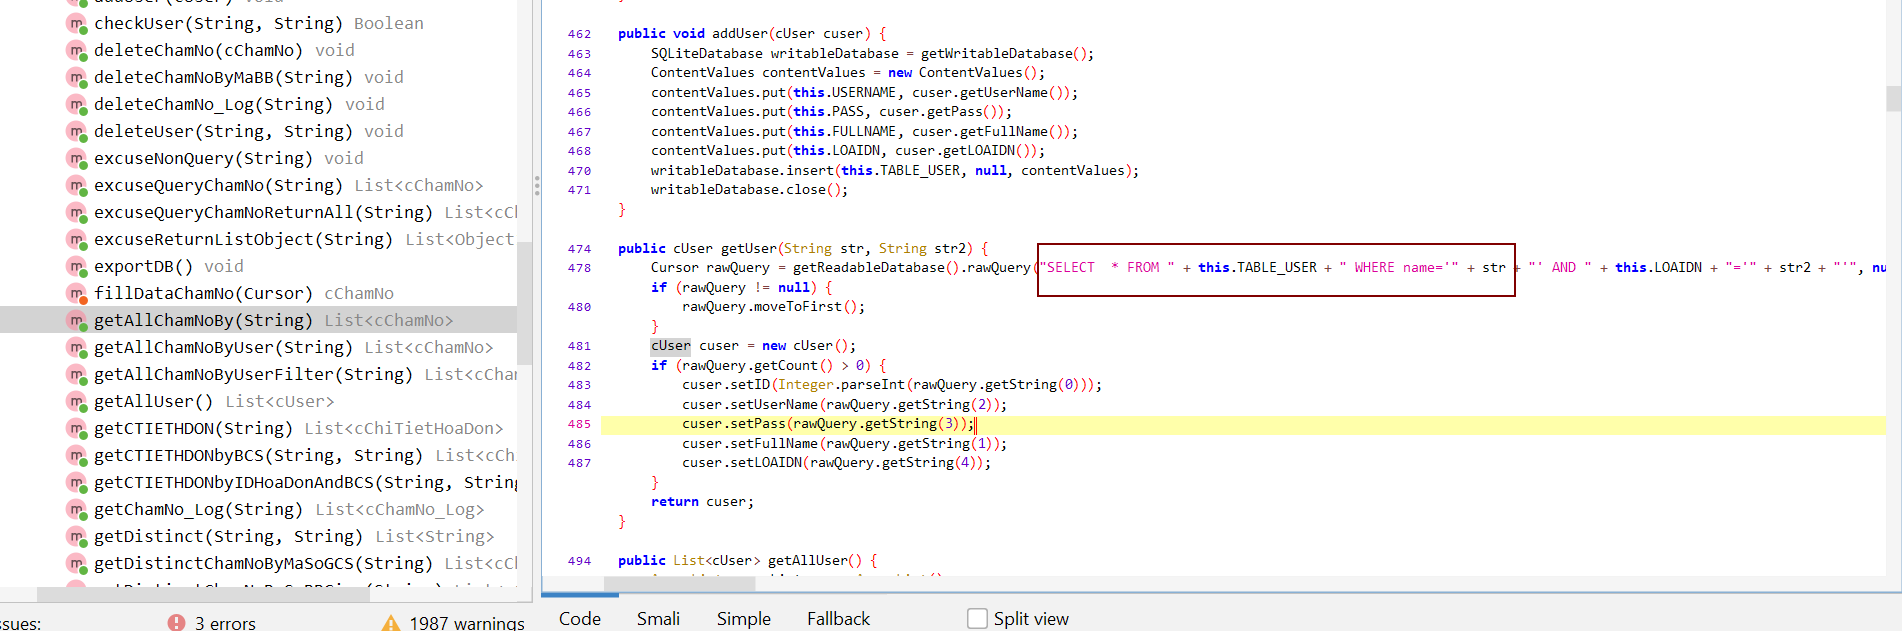 checkUser(String, String) Boolean
deleteChamNo(cChamNo) void
deleteChamNoByMaBB(String) void
deleteChamNo_Log(String) void
deleteUser(String, String) void
excuseNonQuery(String) void
excuseQueryChamNo(String) List<cChamNo>
excuseQueryChamNoReturnAll(String) List<cCl
excuseReturnListObject(String) List<Object
exportDB() void
fillDataChamNo(Cursor) cChamNo
getAllChamNoBy(String) List<cChamNo>
getAllChamNoByUser(String) List<cChamNo>
getAllChamNoByUserFilter(String) List<cChar
getAllUser() List<cUser>
getCTIETHDON(String) List<cChiTietHoaDon>
getCTIETHDONbyBCS(String, String) List<cCh
getCTIETHDONbyIDHoaDonAndBCS(String, String
getChamNo_Log(String) List<cChamNo_Log>
getDistinct(String, String) List<String>
getDistinctChamNoByMaSoGCS(String) List<cC
ssues:
3 errors
1987 warnings
462 public void addUser(cUser cuser) {
463 SQLiteDatabase writableDatabase = getWritableDatabase();
464 ContentValues contentValues = new ContentValues();
465 contentValues.put(this.USERNAME, cuser.getUserName());
466 contentValues.put(this.PASS, cuser.getPass());
467 contentValues.put(this.FULLNAME, cuser.getFullName());
468 contentValues.put(this.LOAIDN, cuser.getLOAIDN());
470 writableDatabase.insert(this.TABLE_USER, null, contentValues);
471 writableDatabase.close();
}
474 public cUser getUser(String str, String str2) {
478 Cursor rawQuery = getReadableDatabase().rawQuery("SELECT  * FROM " + this.TABLE_USER + " WHERE name='" + str + "' AND " + this.LOAIDN + "='" + str2 + "'", nu
if (rawQuery != null) {
480 rawQuery.moveToFirst();
}
481 cUser cuser = new cUser();
482 if (rawQuery.getCount() > 0) {
483 cuser.setID(Integer.parseInt(rawQuery.getString(0)));
484 cuser.setUserName(rawQuery.getString(2));
485 cuser.setPass(rawQuery.getString(3));
486 cuser.setFullName(rawQuery.getString(1));
487 cuser.setLOAIDN(rawQuery.getString(4));
}
return cuser;
}
494 public List<cUser> getAllUser() {
Code Smali Simple Fallback Split view